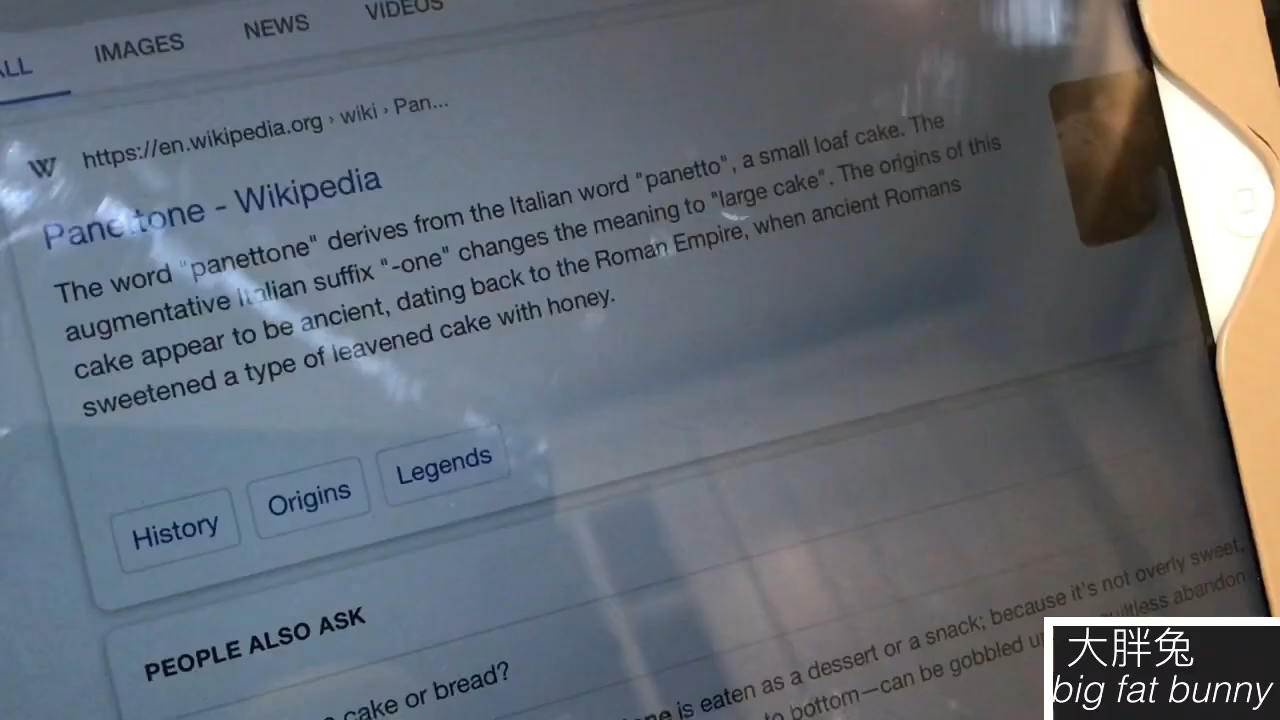 ALL IMAGES NEWS VIDEOS
W https://en.wikipedia.org › wiki › Pan...
Panettone - Wikipedia
The word "panettone" derives from the Italian word "panetto", a small loaf cake. The
augmentative Italian suffix "-one" changes the meaning to "large cake". The origins of this
cake appear to be ancient, dating back to the Roman Empire, when ancient Romans
sweetened a type of leavened cake with honey.
History Origins Legends
PEOPLE ALSO ASK
cake or bread?
is eaten as a dessert or a snack; because it's not overly sweet,
to bottom—can be gobbled abandon
大胖兔
big fat bunny